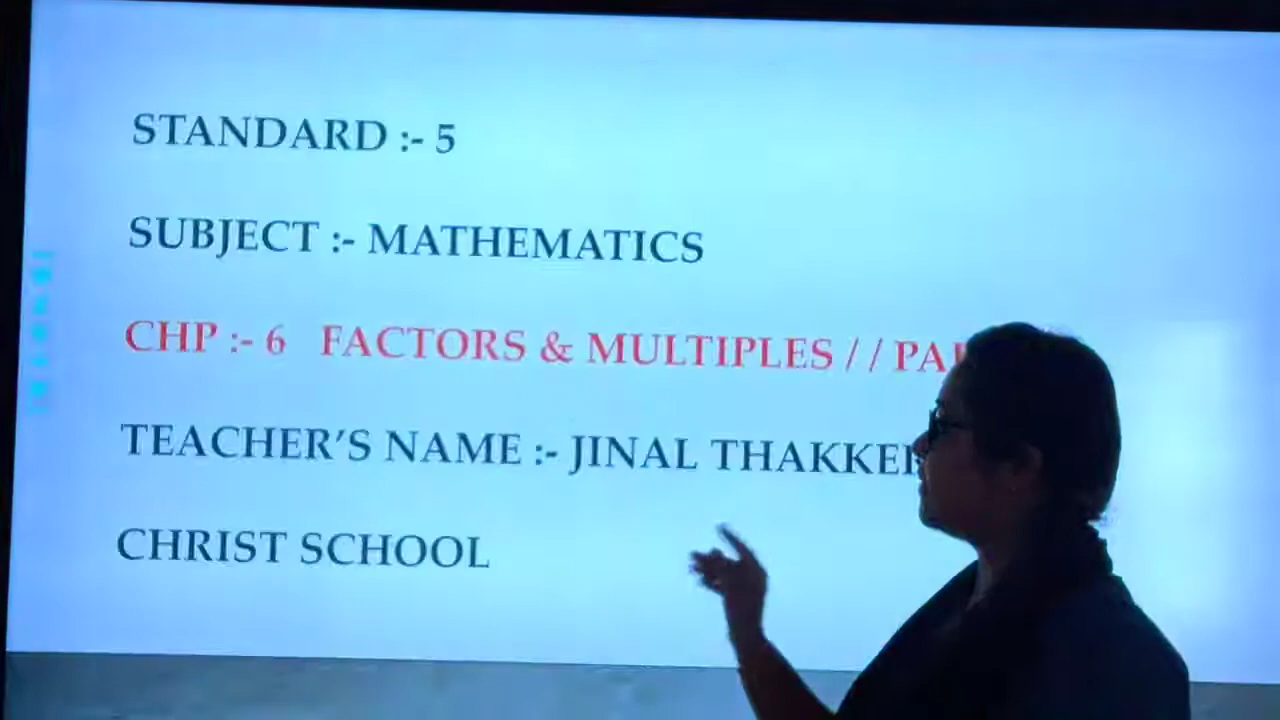 STANDARD :- 5
SUBJECT :- MATHEMATICS
CHP :- 6 FACTORS & MULTIPLES / /
TEACHER'S NAME :- JINAL
CHRIST SCHOOL